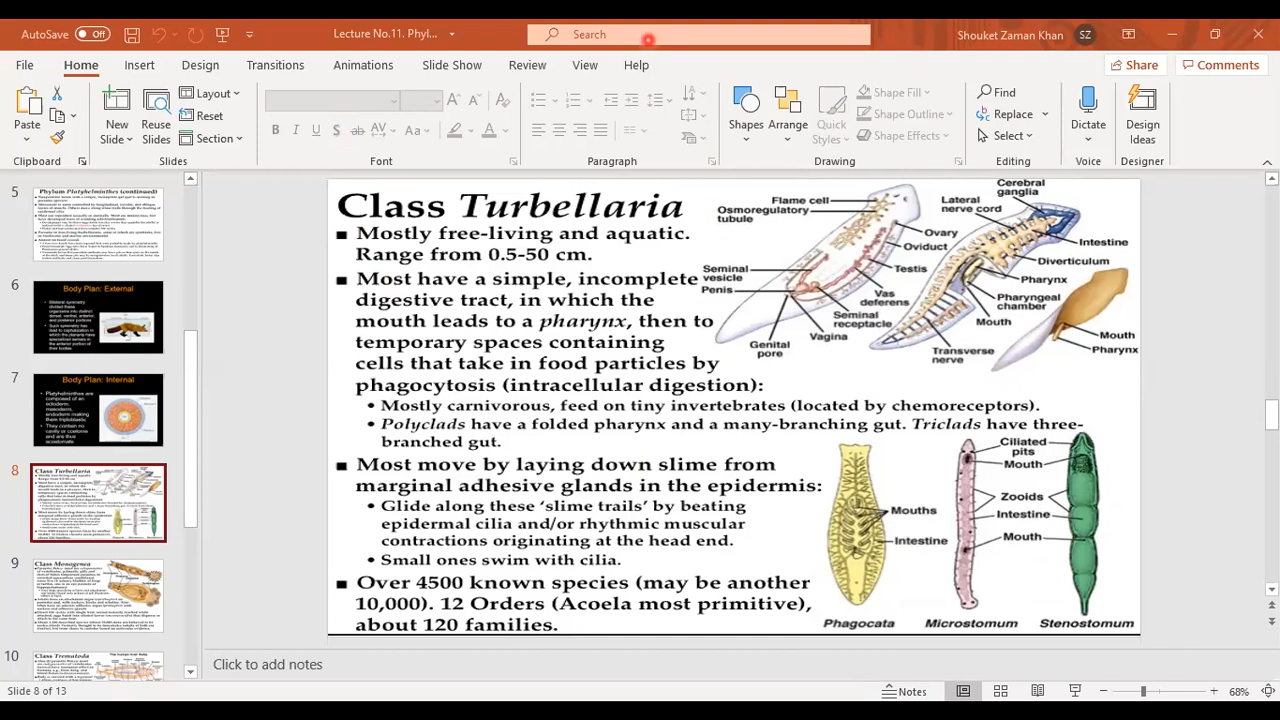 AutoSave Off
Lecture No.11. Phyl...
Search
Shouket Zaman Khan SZ
File Home Insert Design Transitions Animations Slide Show Review View Help
Share Comments
Paste
New Slide
Reuse Slides
Layout
Reset
Section
Shapes Arrange Quick Styles
Shape Fill
Shape Outline
Shape Effects
Find
Replace
Select
Dictate
Design Ideas
Clipboard Slides Font Paragraph Drawing Editing Voice Designer
5
Phylum Platyhelminthes (continued)
6
Body Plan: External
7
Body Plan: Internal
8
Class Turbellaria
9
Class Monogenea
10
Class Trematoda
Class Turbellaria
■ Mostly free-living and aquatic.
Range from 0.5-50 cm.
■ Most have a simple, incomplete
digestive tract, in which the
mouth leads to a pharynx, then to
temporary spaces containing
cells that take in food particles by
phagocytosis (intracellular digestion):
• Mostly carnivorous, feed on tiny invertebrates (located by chemoreceptors).
• Polyclads have a folded pharynx and a many-branching gut. Triclads have three-
branched gut.
■ Most move by laying down slime from
marginal adhesive glands in the epidermis:
• Glide along those 'slime trails' by beating
epidermal cilia and/or rhythmic muscular
contractions originating at the head end.
• Small ones swim with cilia.
■ Over 4500 known species (may be another
10,000). 12 orders (Acoela most primitive),
about 120 families.
Flame cell
Osmoregulatory
tubule
Seminal
vesicle
Penis
Genital
pore
Vagina
Seminal
receptacle
Vas
deferens
Testis
Oviduct
Ovary
Lateral
nerve cord
Cerebral
ganglia
Intestine
Diverticulum
Pharynx
Pharyngeal
chamber
Mouth
Transverse
nerve
Mouth
Pharynx
Mouths
Intestine
Phagocata
Ciliated
pits
Mouth
Zooids
Intestine
Mouth
Microstomum
Stenostomum
Click to add notes
Slide 8 of 13
Notes
68%